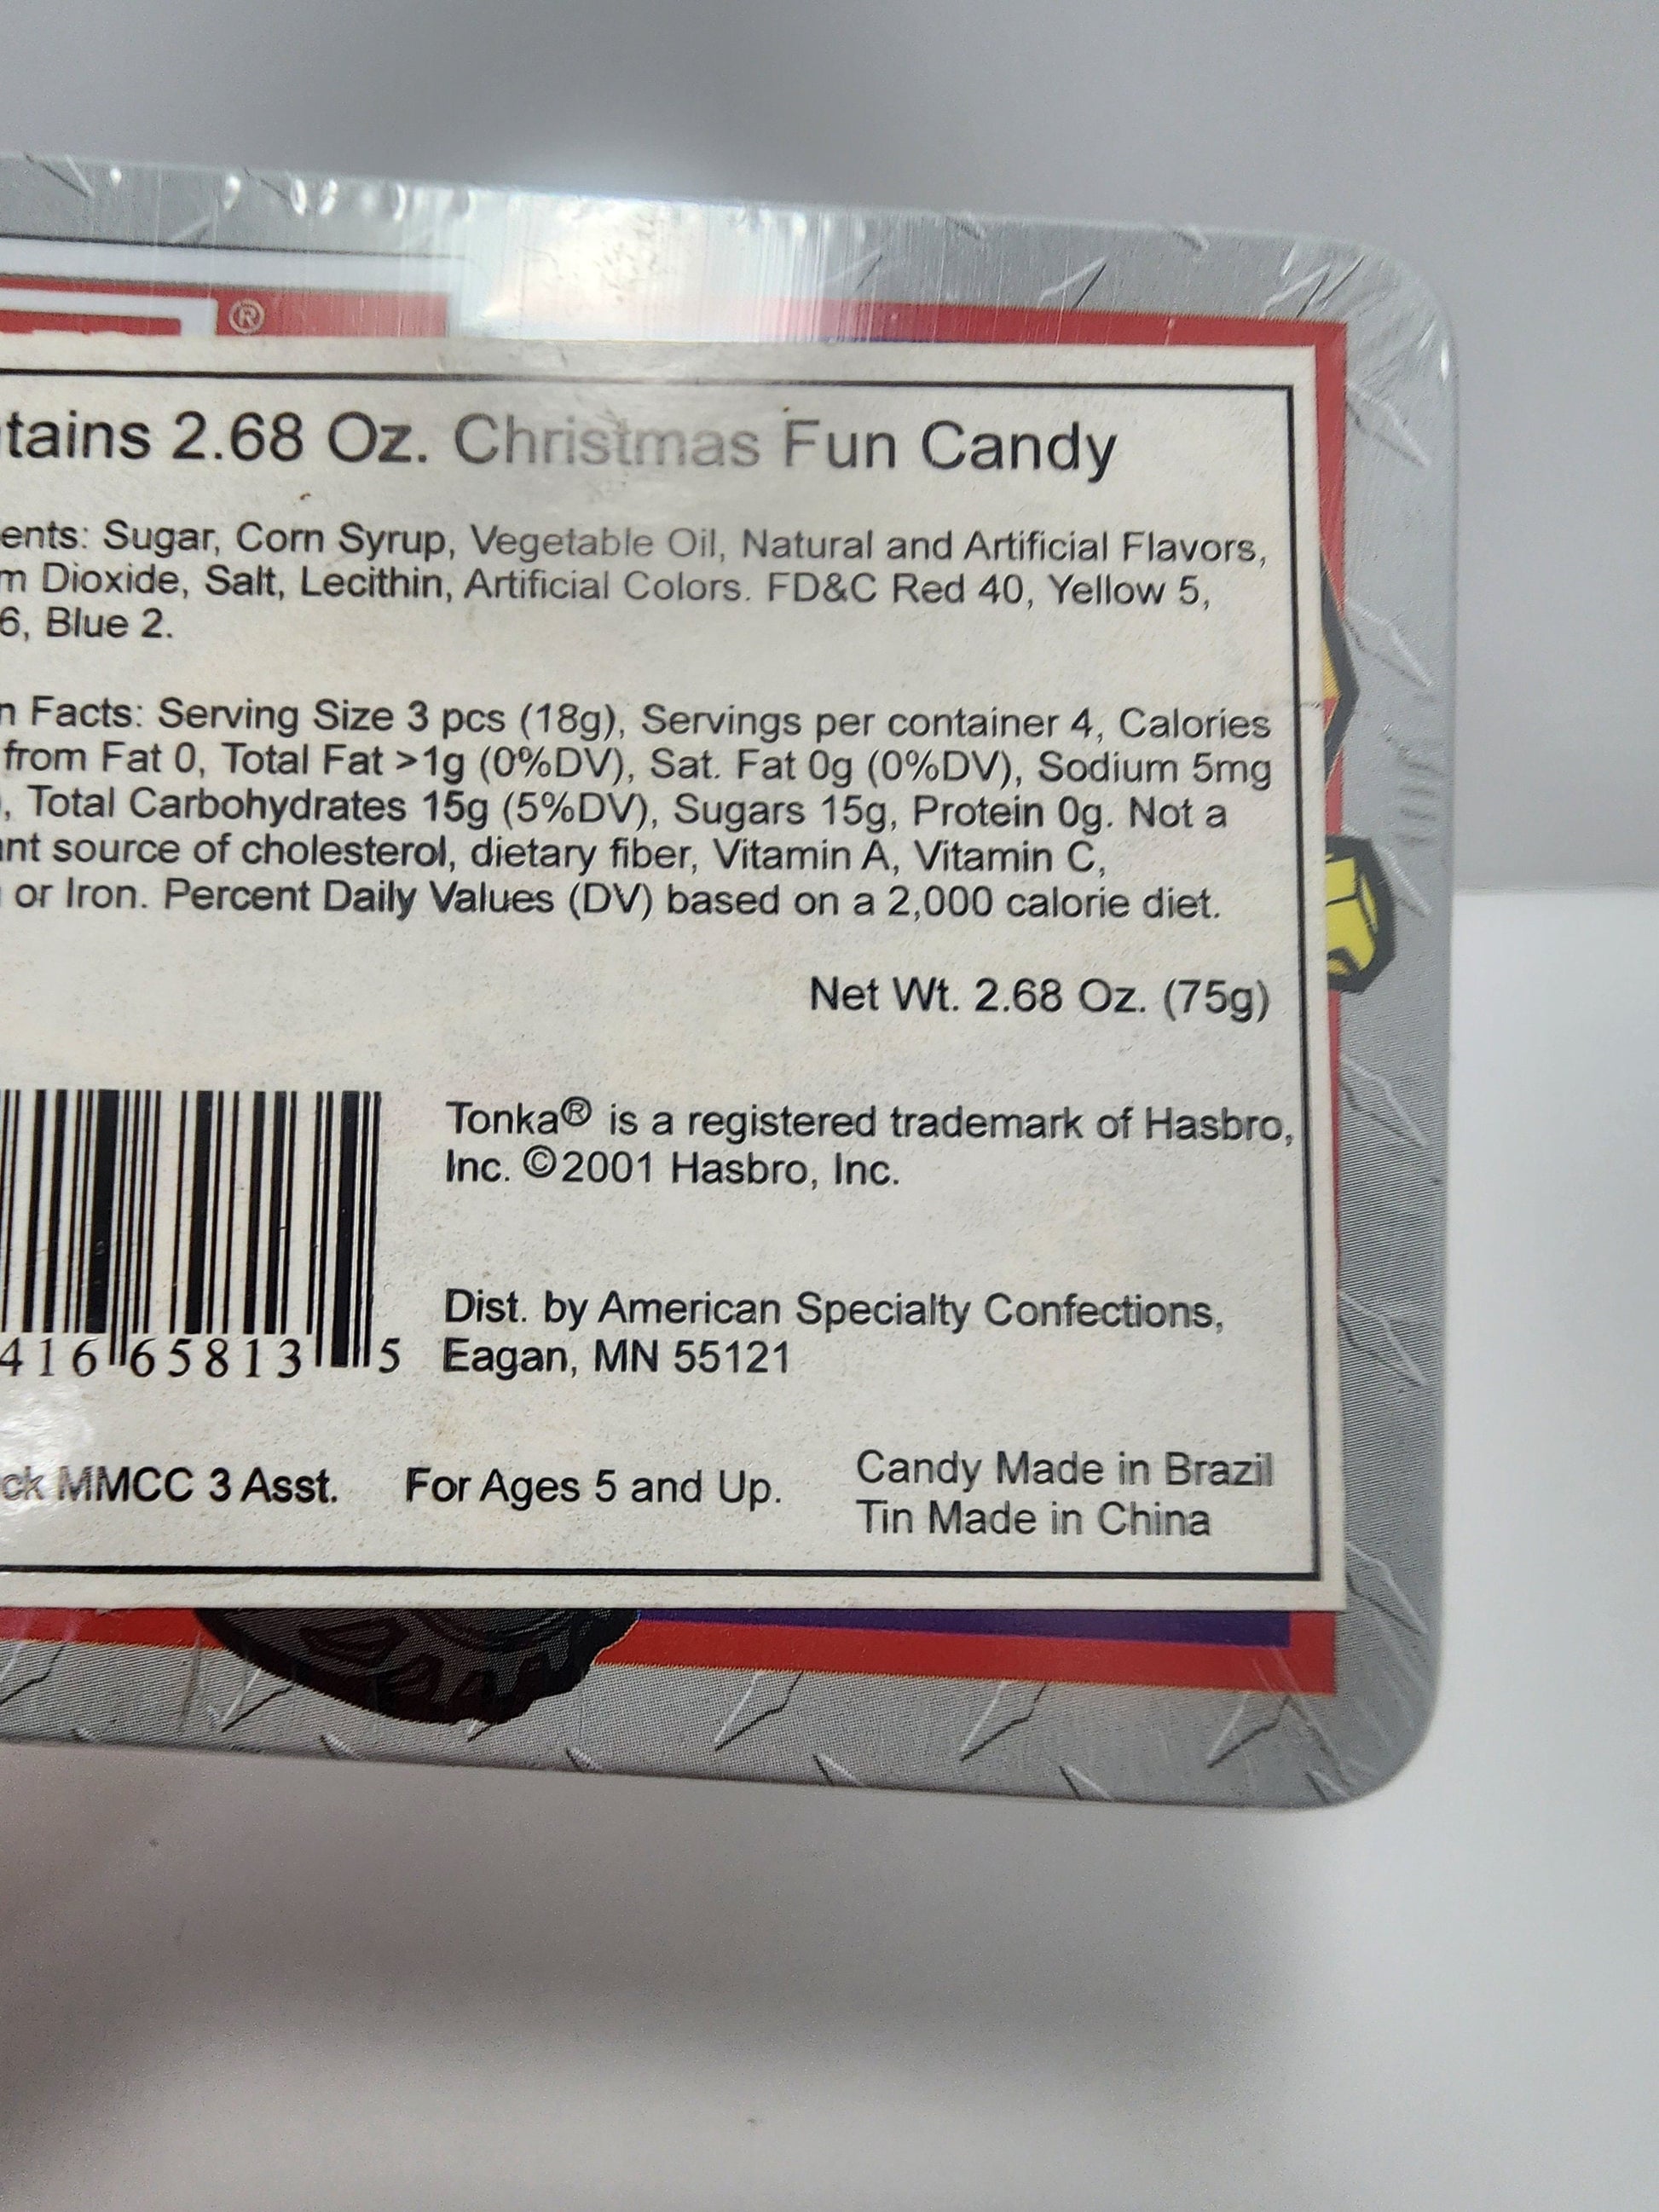 ®
tains 2.68 Oz. Christmas Fun Candy
ents: Sugar, Corn Syrup, Vegetable Oil, Natural and Artificial Flavors,
m Dioxide, Salt, Lecithin, Artificial Colors. FD&C Red 40, Yellow 5,
6, Blue 2.
n Facts: Serving Size 3 pcs (18g), Servings per container 4, Calories
from Fat 0, Total Fat >1g (0%DV), Sat. Fat 0g (0%DV), Sodium 5mg
), Total Carbohydrates 15g (5%DV), Sugars 15g, Protein 0g. Not a
ant source of cholesterol, dietary fiber, Vitamin A, Vitamin C,
or Iron. Percent Daily Values (DV) based on a 2,000 calorie diet.
Net Wt. 2.68 Oz. (75g)
Tonka® is a registered trademark of Hasbro,
Inc. ©2001 Hasbro, Inc.
Dist. by American Specialty Confections,
Eagan, MN 55121
416 65813 5
ck MMCC 3 Asst. For Ages 5 and Up.
Candy Made in Brazil
Tin Made in China